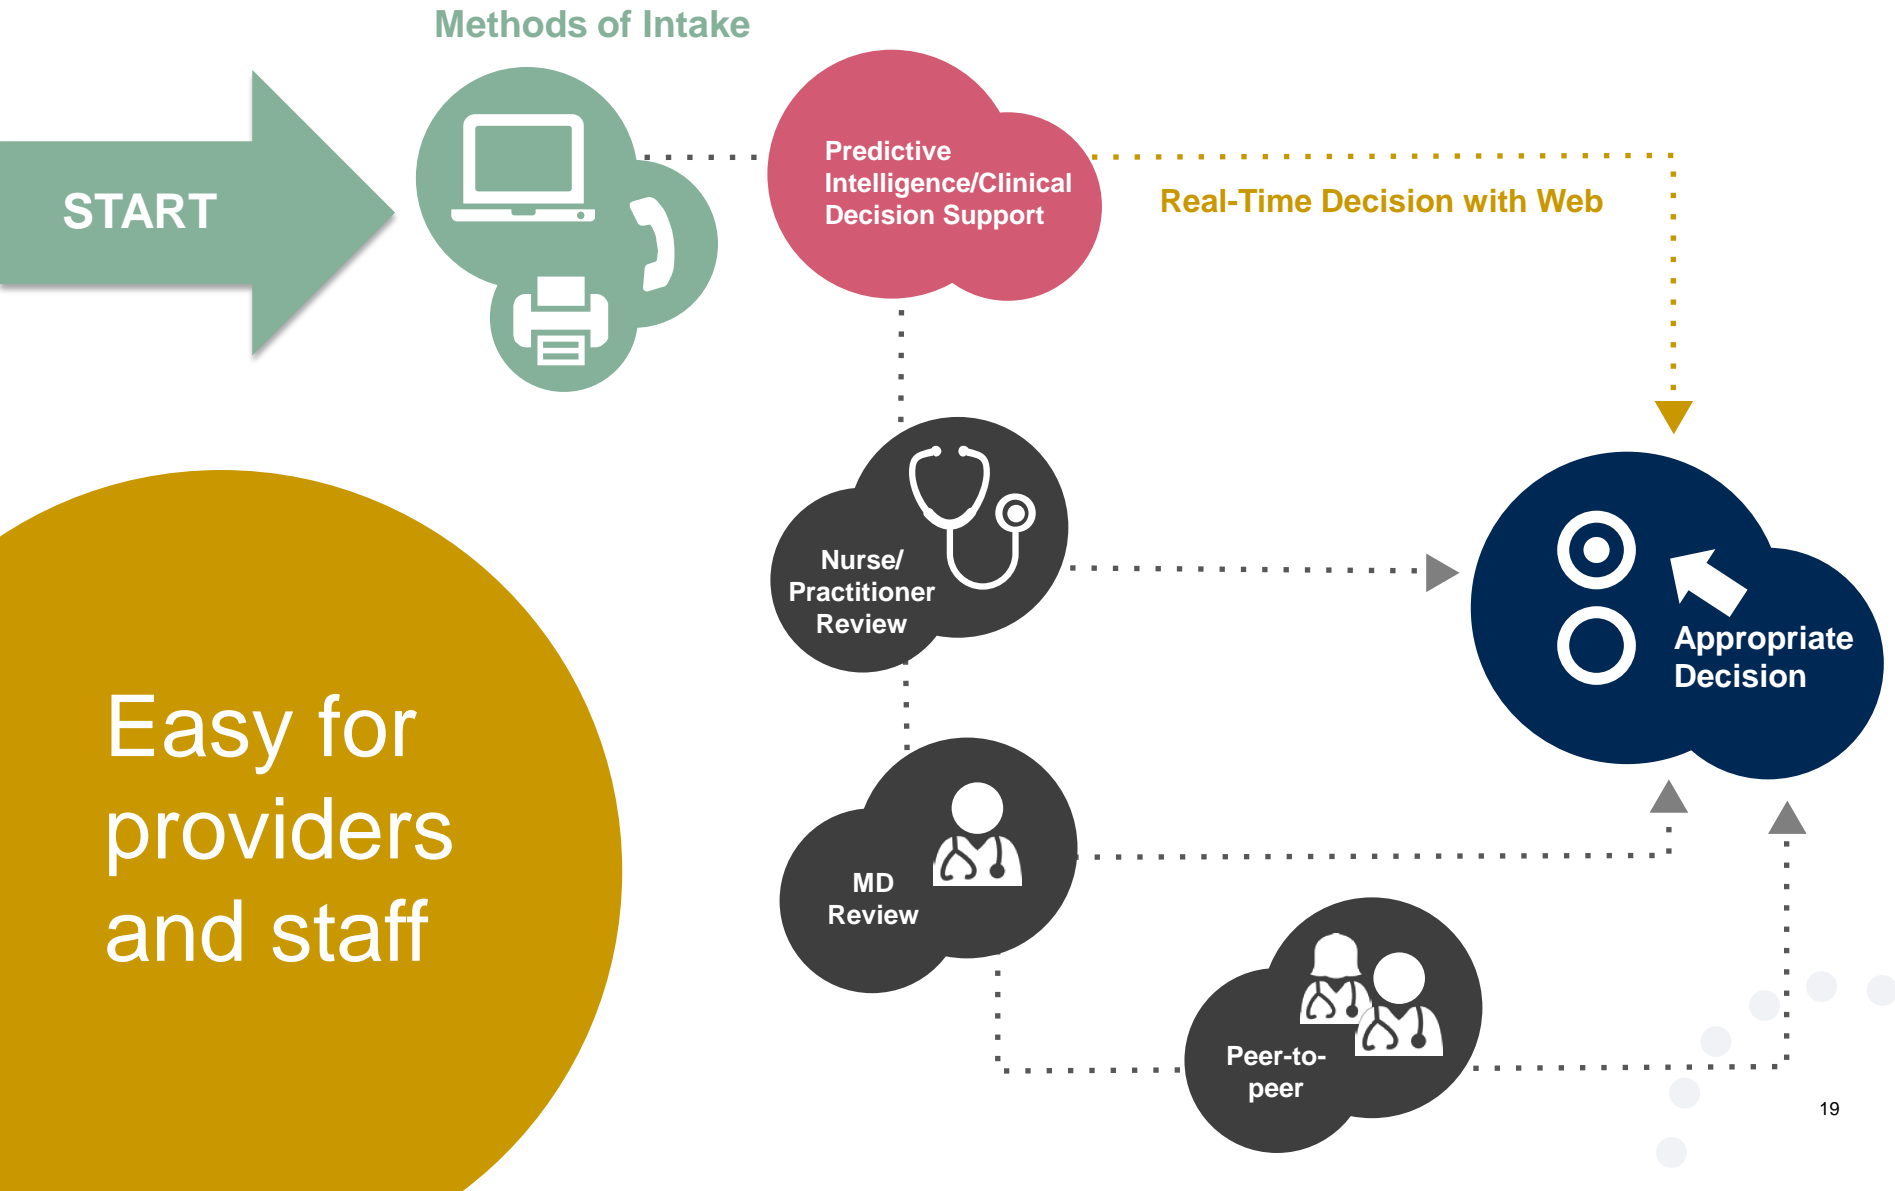 Methods of Intake
START
Predictive
Intelligence/Clinical
Decision Support
Real-Time Decision with Web
Nurse/
Practitioner
Review
Appropriate
Decision
Easy for
providers
and staff
MD
Review
Peer-to-
peer
19